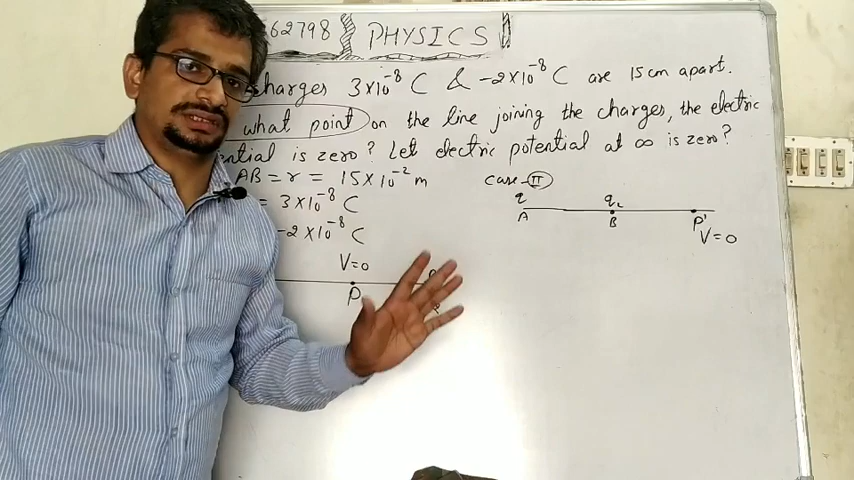 62798 PHYSICS
charges 3×10⁻⁸ C & -2×10⁻⁸ C are 15 cm apart.
what point on the line joining the charges, the electric
ential is zero? Let electric potential at ∞ is zero?
AB = r = 15×10⁻² m
= 3×10⁻⁸ C
-2×10⁻⁸ C
V=0
P
Case-II
q q₂
A B P'
V=0